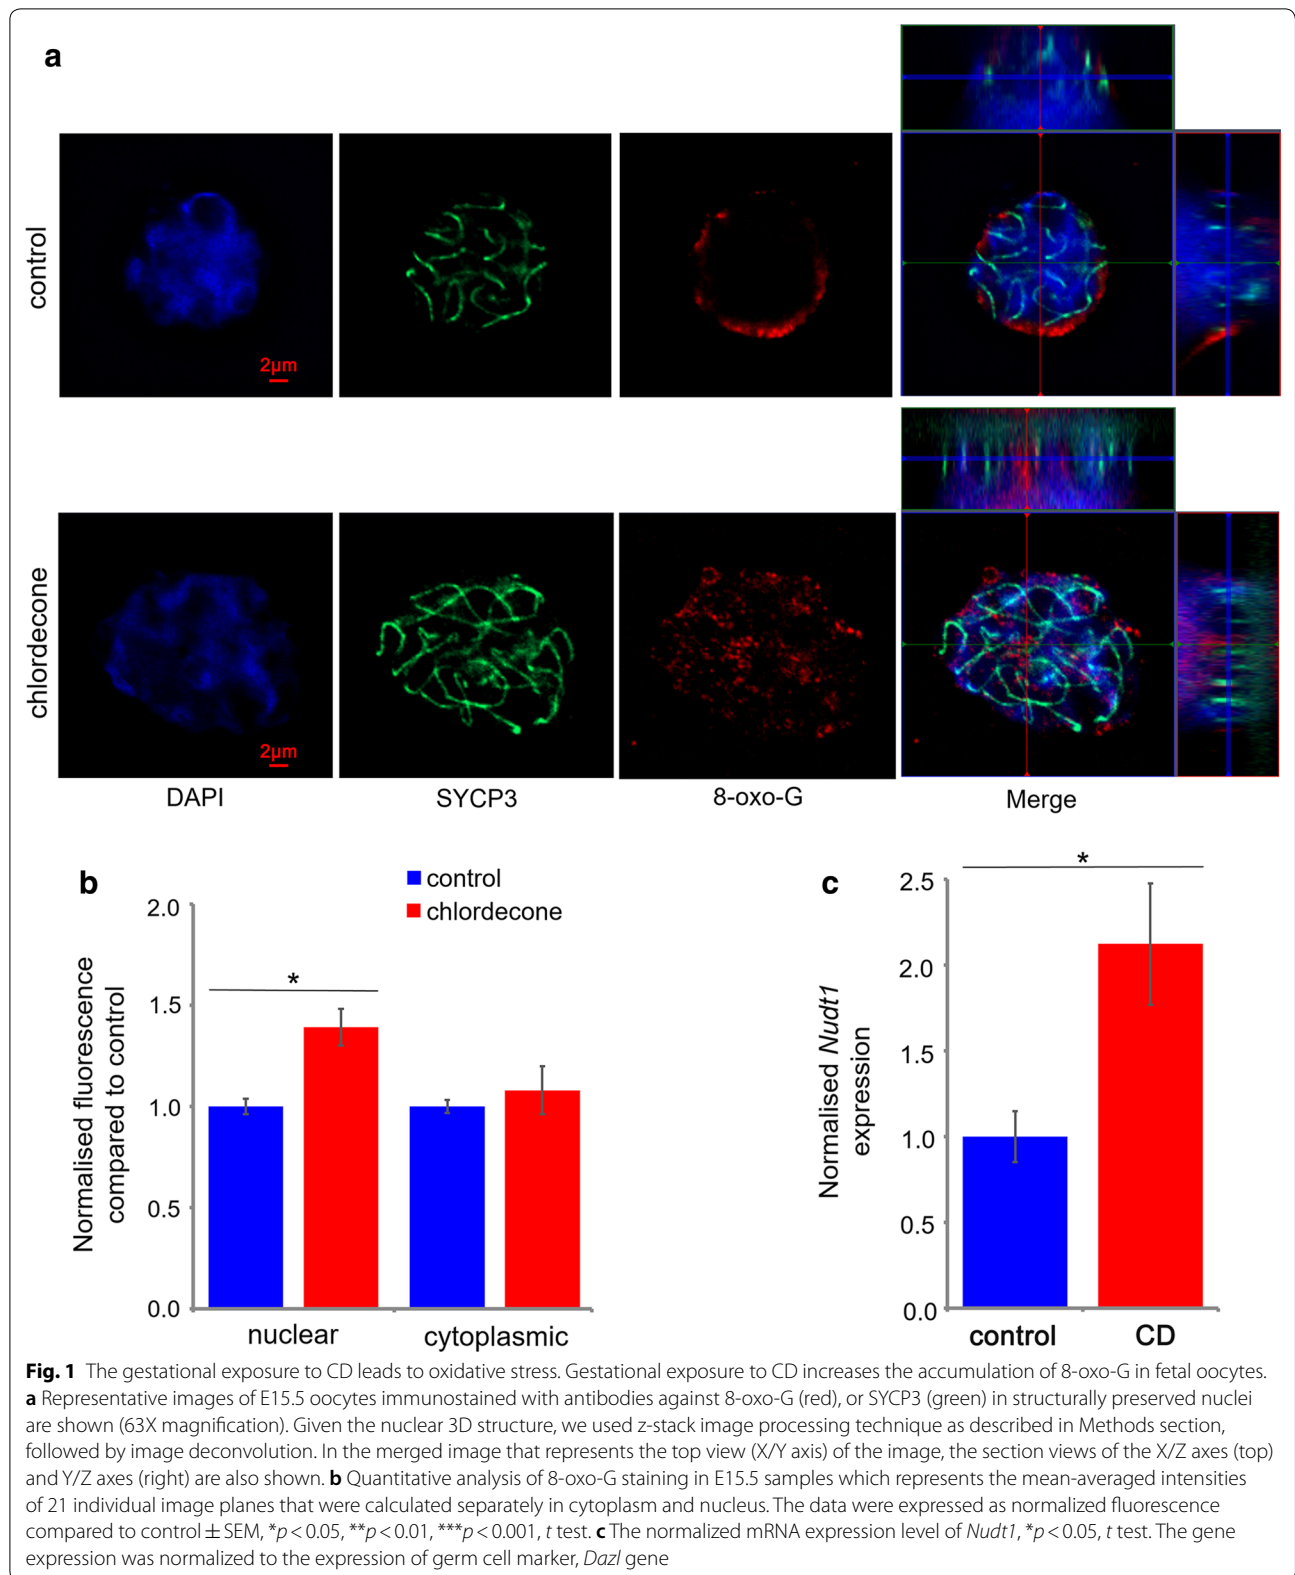 a
control
2µm
chlordecone
2µm
DAPI SYCP3 8-oxo-G Merge
b
control
chlordecone
Normalised fluorescence
compared to control
2.0
1.5
1.0
0.5
0.0
*
nuclear cytoplasmic
c
Normalised Nudt1
expression
2.5
2.0
1.5
1.0
0.5
0.0
*
control CD
Fig. 1 The gestational exposure to CD leads to oxidative stress. Gestational exposure to CD increases the accumulation of 8-oxo-G in fetal oocytes.
a Representative images of E15.5 oocytes immunostained with antibodies against 8-oxo-G (red), or SYCP3 (green) in structurally preserved nuclei
are shown (63X magnification). Given the nuclear 3D structure, we used z-stack image processing technique as described in Methods section,
followed by image deconvolution. In the merged image that represents the top view (X/Y axis) of the image, the section views of the X/Z axes (top)
and Y/Z axes (right) are also shown. b Quantitative analysis of 8-oxo-G staining in E15.5 samples which represents the mean-averaged intensities
of 21 individual image planes that were calculated separately in cytoplasm and nucleus. The data were expressed as normalized fluorescence
compared to control ± SEM, *p < 0.05, **p < 0.01, ***p < 0.001, t test. c The normalized mRNA expression level of Nudt1, *p < 0.05, t test. The gene
expression was normalized to the expression of germ cell marker, Dazl gene